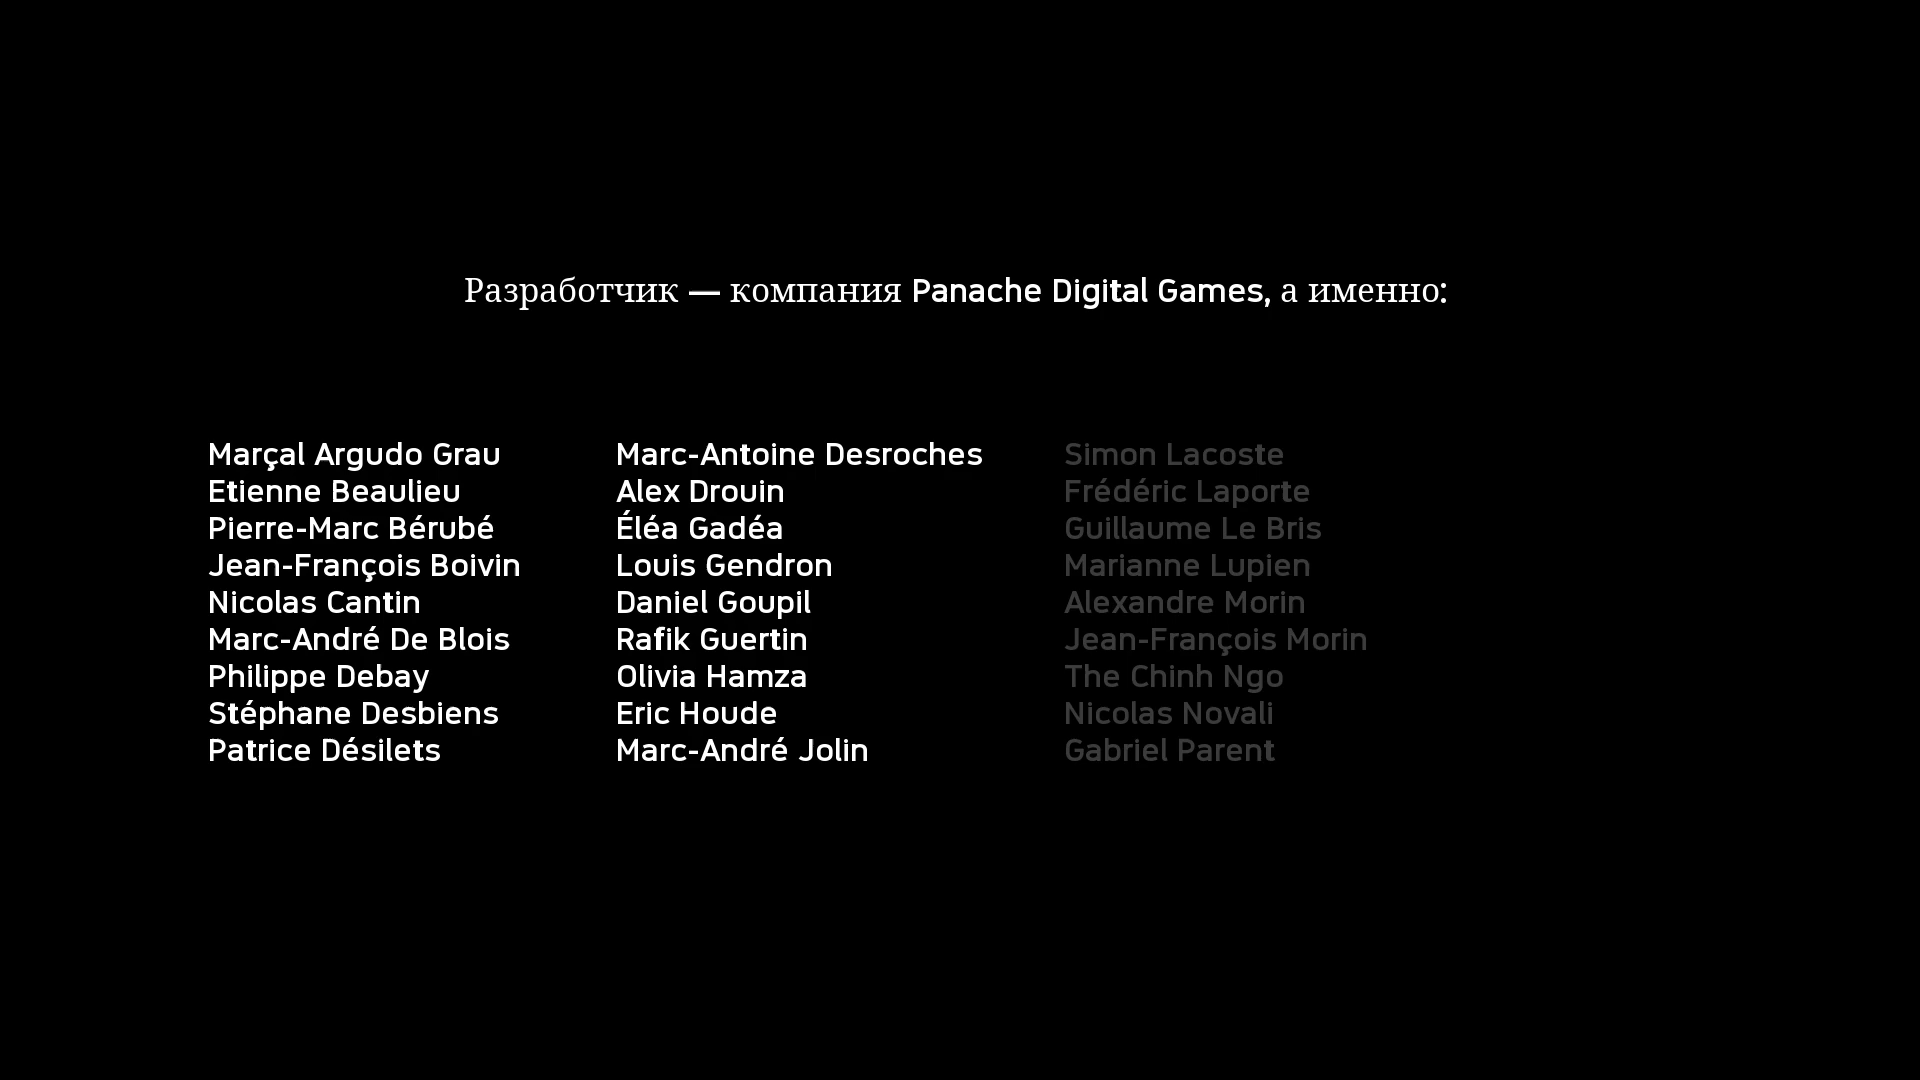 Разработчик — компания Panache Digital Games, а именно:
Marçal Argudo Grau
Etienne Beaulieu
Pierre-Marc Bérubé
Jean-François Boivin
Nicolas Cantin
Marc-André De Blois
Philippe Debay
Stéphane Desbiens
Patrice Désilets
Marc-Antoine Desroches
Alex Drouin
Éléa Gadéa
Louis Gendron
Daniel Goupil
Rafik Guertin
Olivia Hamza
Eric Houde
Marc-André Jolin
Simon Lacoste
Frédéric Laporte
Guillaume Le Bris
Marianne Lupien
Alexandre Morin
Jean-François Morin
The Chinh Ngo
Nicolas Novali
Gabriel Parent